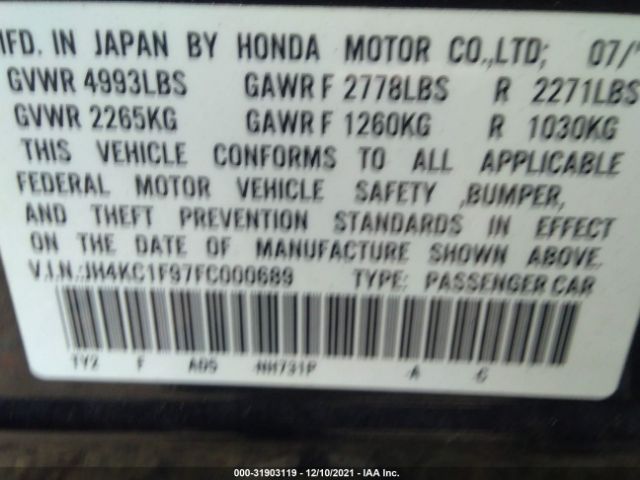 MFD. IN JAPAN BY HONDA MOTOR CO.,LTD; 07/
GVWR 4993LBS GAWR F 2778LBS R 2271LBS
GVWR 2265KG GAWR F 1260KG R 1030KG
THIS VEHICLE CONFORMS TO ALL APPLICABLE
FEDERAL MOTOR VEHICLE SAFETY ,BUMPER,
AND THEFT PREVENTION STANDARDS IN EFFECT
ON THE DATE OF MANUFACTURE SHOWN ABOVE.
V.I.N.:JH4KC1F97FC000689 TYPE: PASSENGER CAR
TY2 F A05 NH731P A C
000-31903119 - 12/10/2021 - IAA Inc.